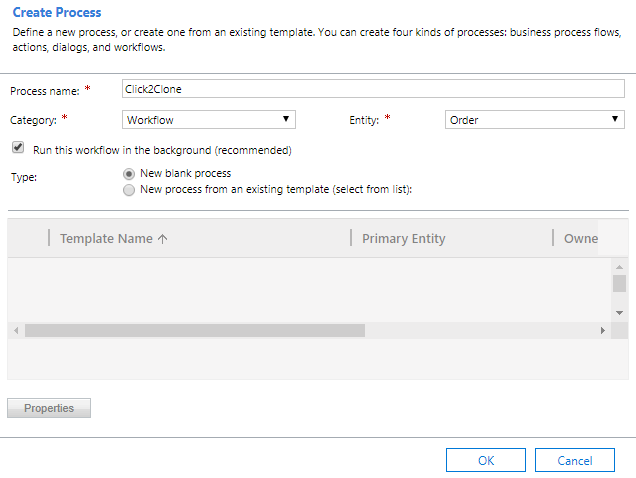 Create Process
Define a new process, or create one from an existing template. You can create four kinds of processes: business process flows,
actions, dialogs, and workflows.
Process name: * Click2Clone
Category: * Workflow Entity: * Order
Run this workflow in the background (recommended)
Type: New blank process
New process from an existing template (select from list):
Template Name Primary Entity Owne
Properties
OK Cancel